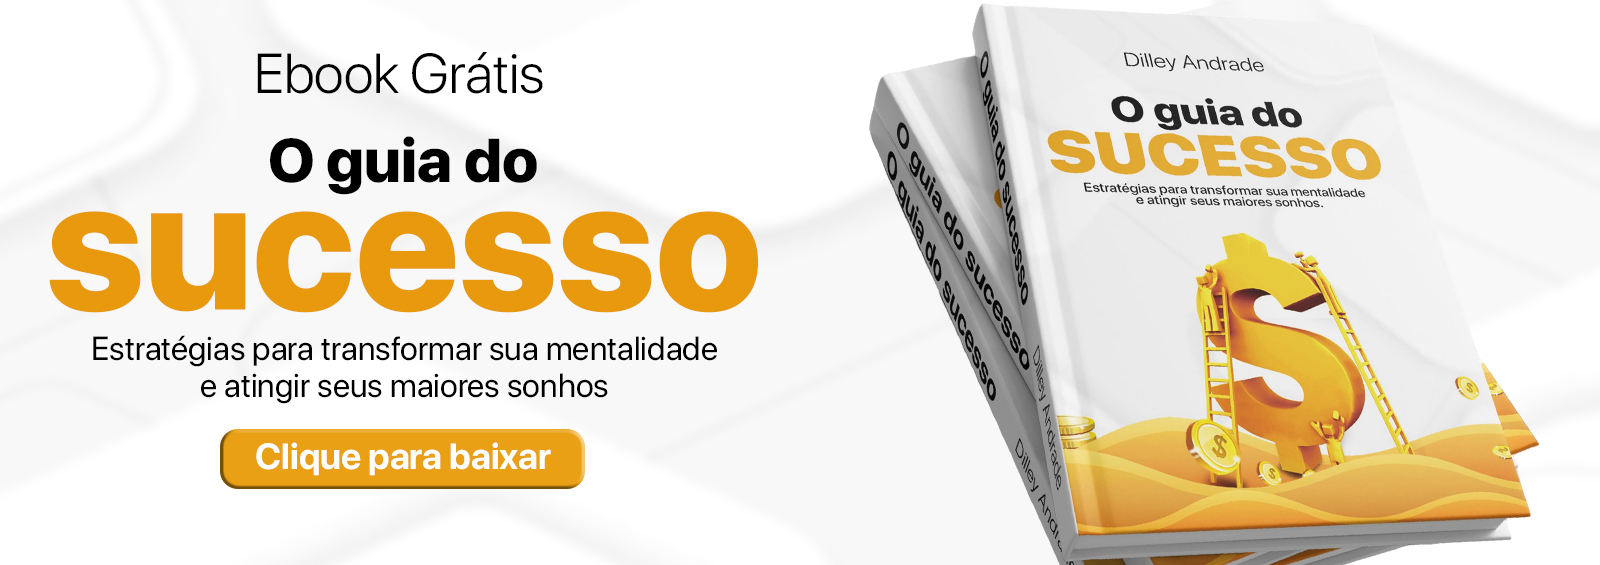 Ebook Grátis
O guia do
sucesso
Estratégias para transformar sua mentalidade
e atingir seus maiores sonhos
Clique para baixar
Dilley Andrade
O guia do
SUCESSO
Estratégias para transformar sua mentalidade
e atingir seus maiores sonhos.
O guia do sucesso
Dilley Andrade
O guia do sucesso
Dilley Andrade
O guia do sucesso